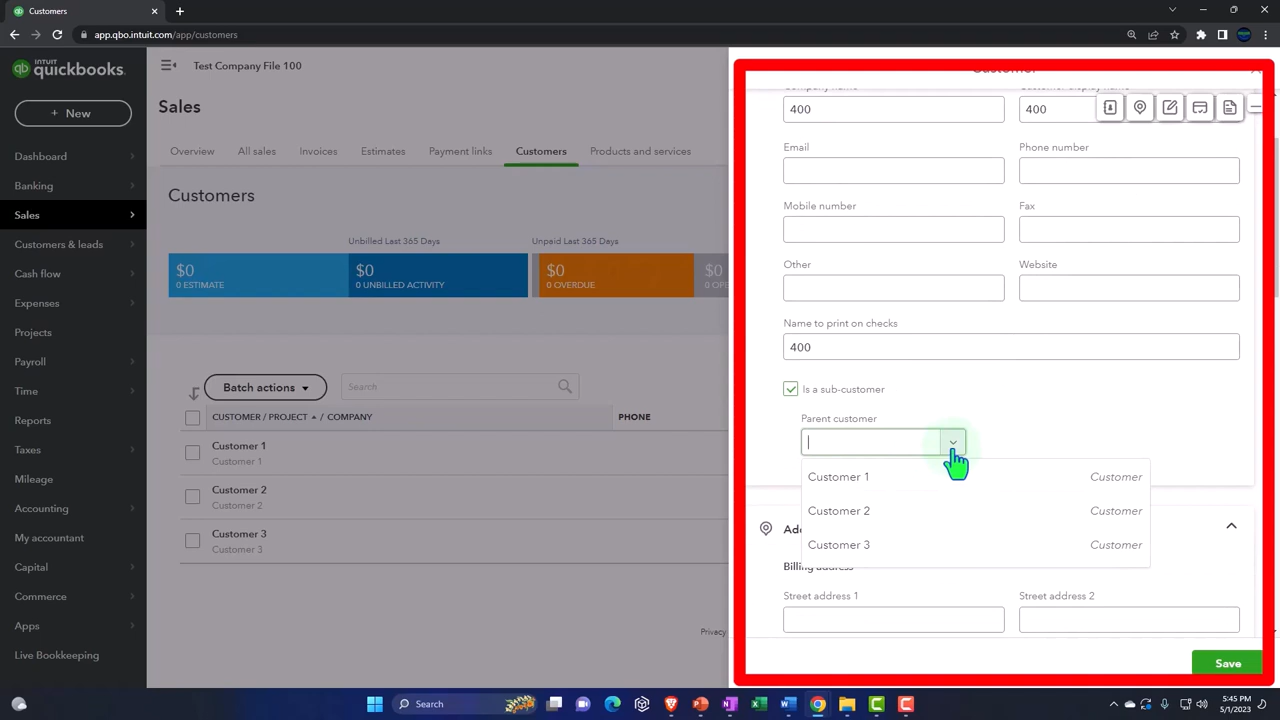 Customers
app.qbo.intuit.com/app/customers
INTUIT
quickbooks.
Test Company File 100
+ New
Sales
Dashboard
Banking
Sales
Customers & leads
Cash flow
Expenses
Projects
Payroll
Time
Reports
Taxes
Mileage
Accounting
My accountant
Capital
Commerce
Apps
Live Bookkeeping
Overview
All sales
Invoices
Estimates
Payment links
Customers
Products and services
Customers
Unbilled Last 365 Days
Unpaid Last 365 Days
$0
0 ESTIMATE
$0
0 UNBILLED ACTIVITY
$0
0 OVERDUE
$0
Batch actions
Search
CUSTOMER / PROJECT ▲ / COMPANY
PHONE
Customer 1
Customer 1
Customer 2
Customer 2
Customer 3
Customer 3
Privacy
Customer
Company name
Customer display name
400
400
Email
Phone number
Mobile number
Fax
Other
Website
Name to print on checks
400
Is a sub-customer
Parent customer
Customer 1
Customer
Customer 2
Customer
Customer 3
Customer
Billing address
Street address 1
Street address 2
Save
Search
5:45 PM
5/1/2023